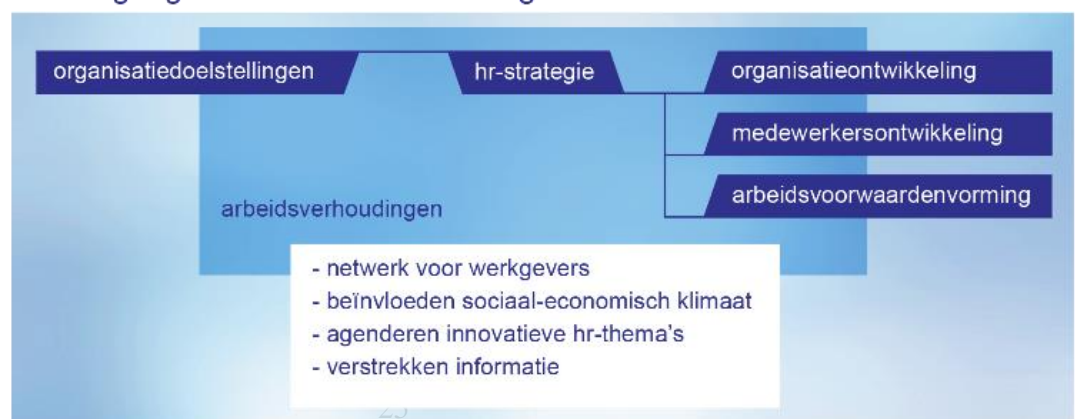 organisatiedoelstellingen hr-strategie organisatieontwikkeling
medewerkersontwikkeling
arbeidsvoorwaardenvorming
arbeidsverhoudingen
- netwerk voor werkgevers
- beïnvloeden sociaal-economisch klimaat
- agenderen innovatieve hr-thema's
- verstrekken informatie